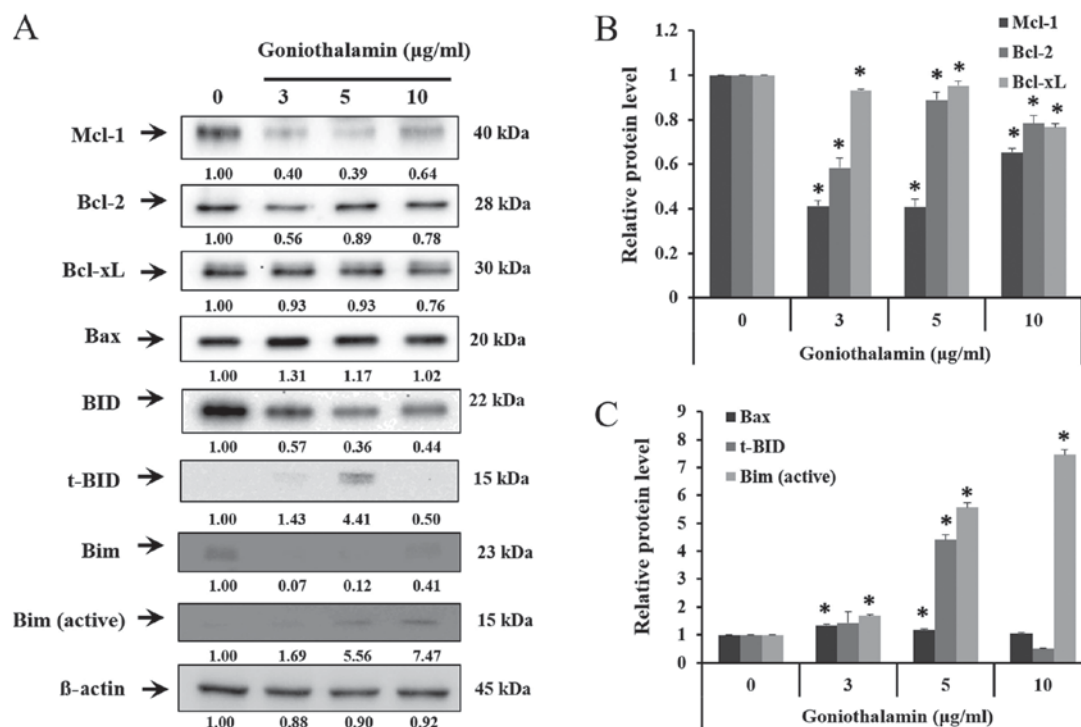 A
Goniothalamin (µg/ml)
0 3 5 10
Mcl-1 40 kDa
1.00 0.40 0.39 0.64
Bcl-2 28 kDa
1.00 0.56 0.89 0.78
Bcl-xL 30 kDa
1.00 0.93 0.93 0.76
Bax 20 kDa
1.00 1.31 1.17 1.02
BID 22 kDa
1.00 0.57 0.36 0.44
t-BID 15 kDa
1.00 1.43 4.41 0.50
Bim 23 kDa
1.00 0.07 0.12 0.41
Bim (active) 15 kDa
1.00 1.69 5.56 7.47
ß-actin 45 kDa
1.00 0.88 0.90 0.92
B
Mcl-1
Bcl-2
Bcl-xL
Relative protein level
1.2
1
0.8
0.6
0.4
0.2
0
* * *
* * *
* * *
0 3 5 10
Goniothalamin (µg/ml)
C
Bax
t-BID
Bim (active)
Relative protein level
9
8
7
6
5
4
3
2
1
0
* *
* * *
*
0 3 5 10
Goniothalamin (µg/ml)